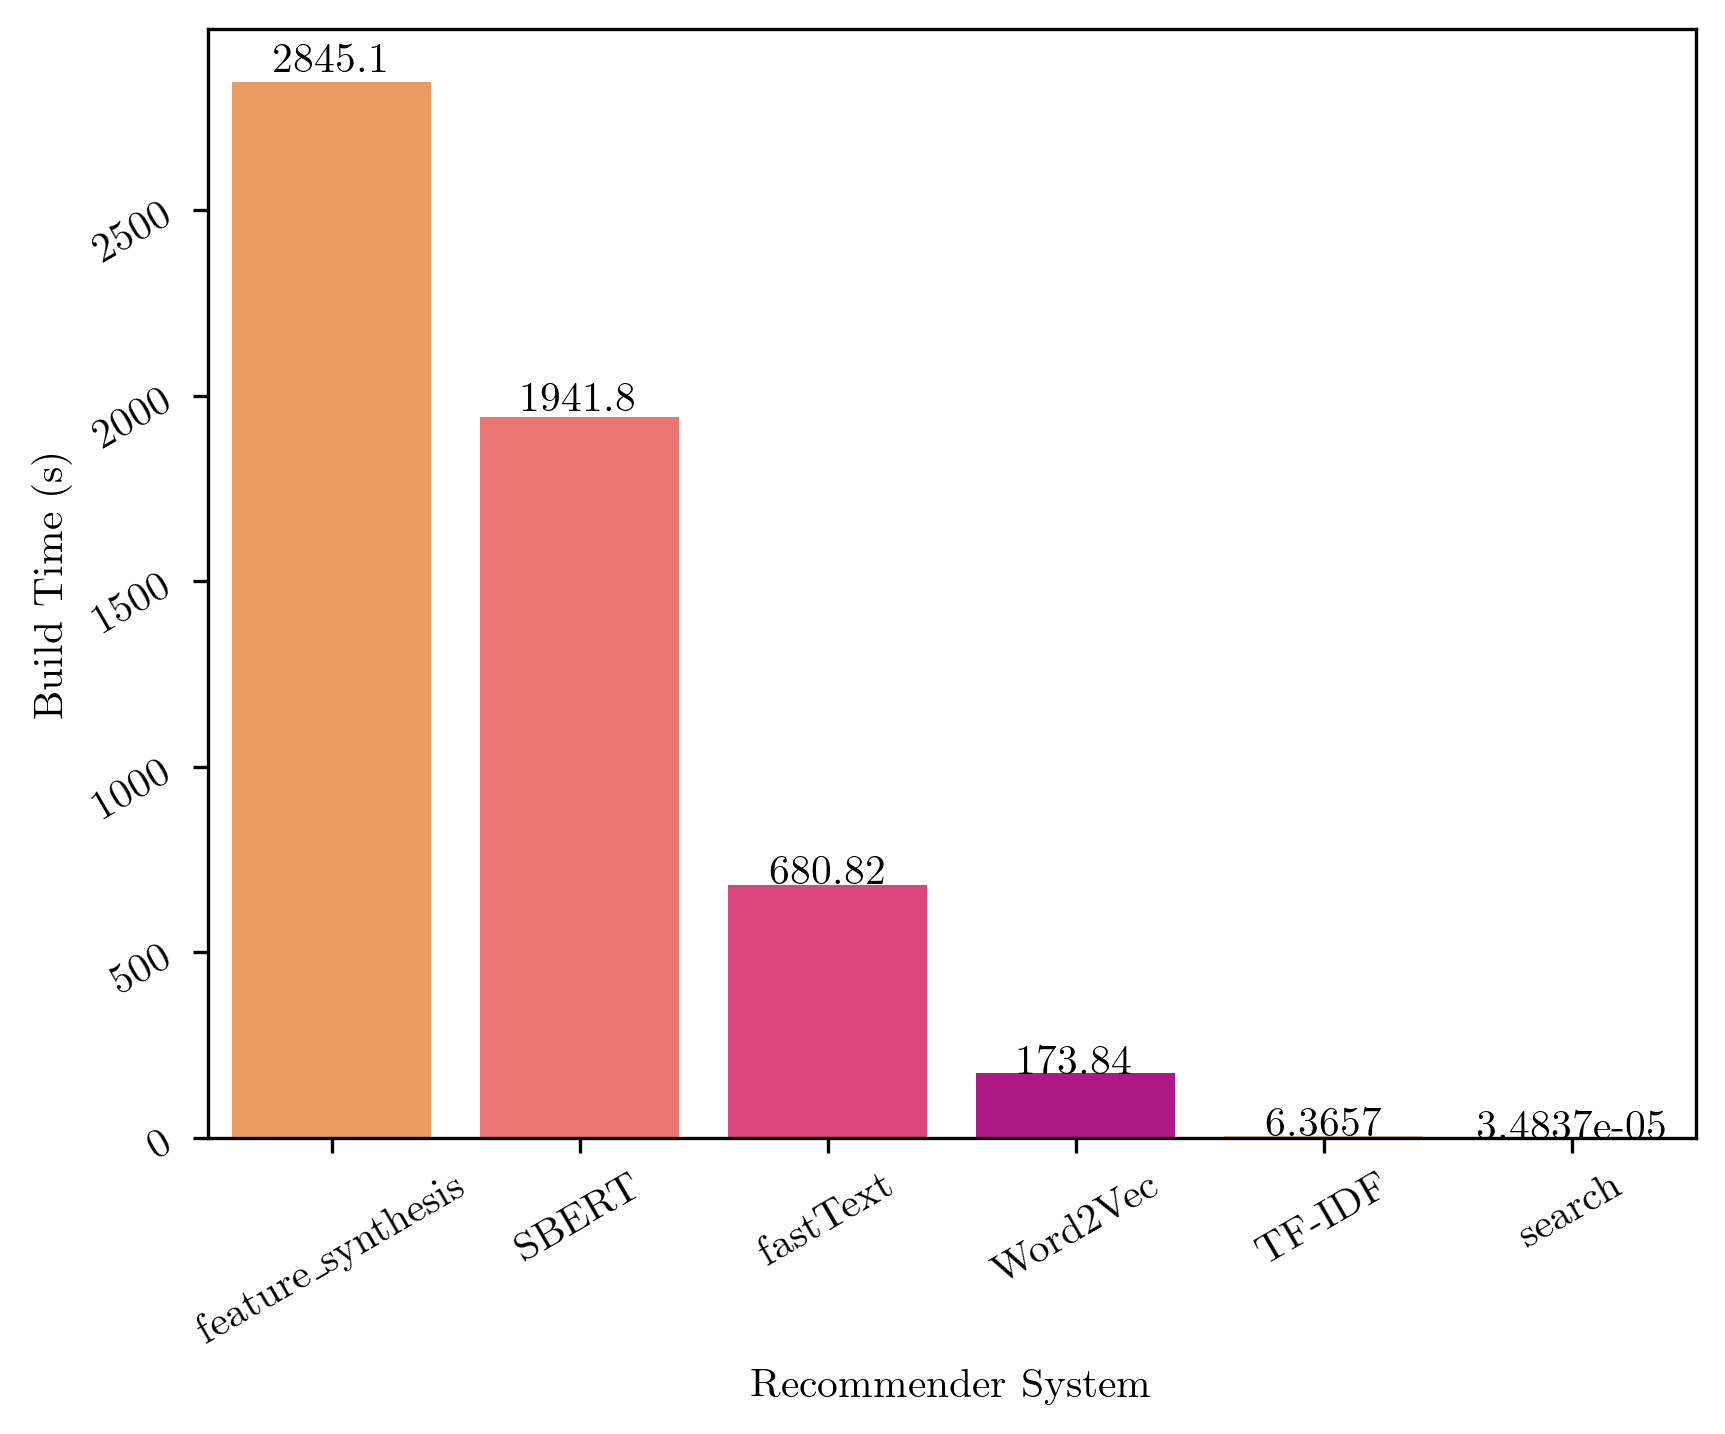 2845.1
2500
2000
1941.8
1500
Build Time (s)
1000
680.82
500
173.84
6.3657
3.4837e-05
0
feature_synthesis
SBERT
fastText
Word2Vec
TF-IDF
search
Recommender System